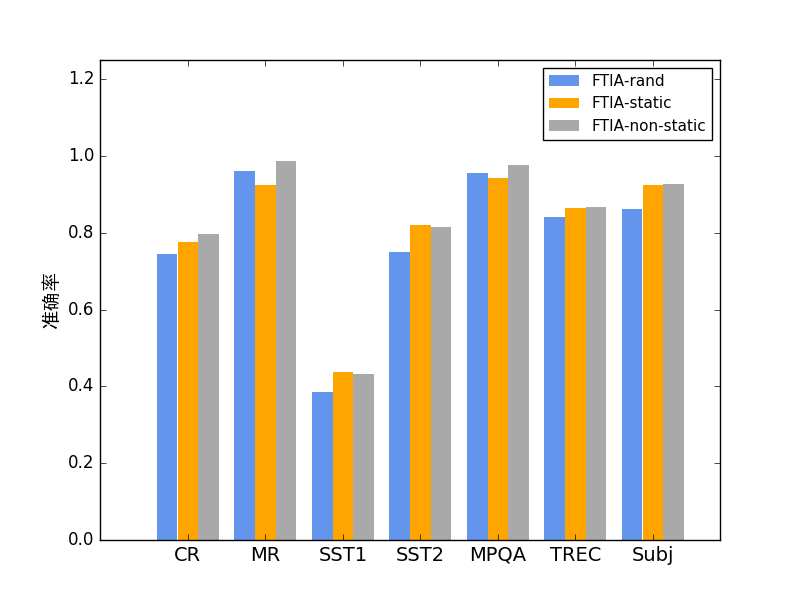 1.2
1.0
0.8
0.6
0.4
0.2
0.0
准确率
FTIA-rand
FTIA-static
FTIA-non-static
CR MR SST1 SST2 MPQA TREC Subj